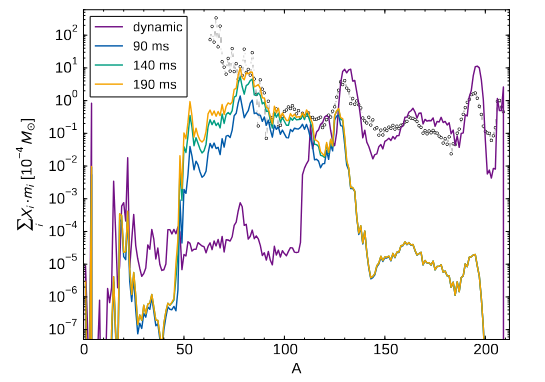 dynamic
90 ms
140 ms
190 ms
∑ᵢ Xᵢ·mᵢ [10⁻⁴ M⊙]
10²
10¹
10⁰
10⁻¹
10⁻²
10⁻³
10⁻⁴
10⁻⁵
10⁻⁶
10⁻⁷
0 50 100 150 200
A